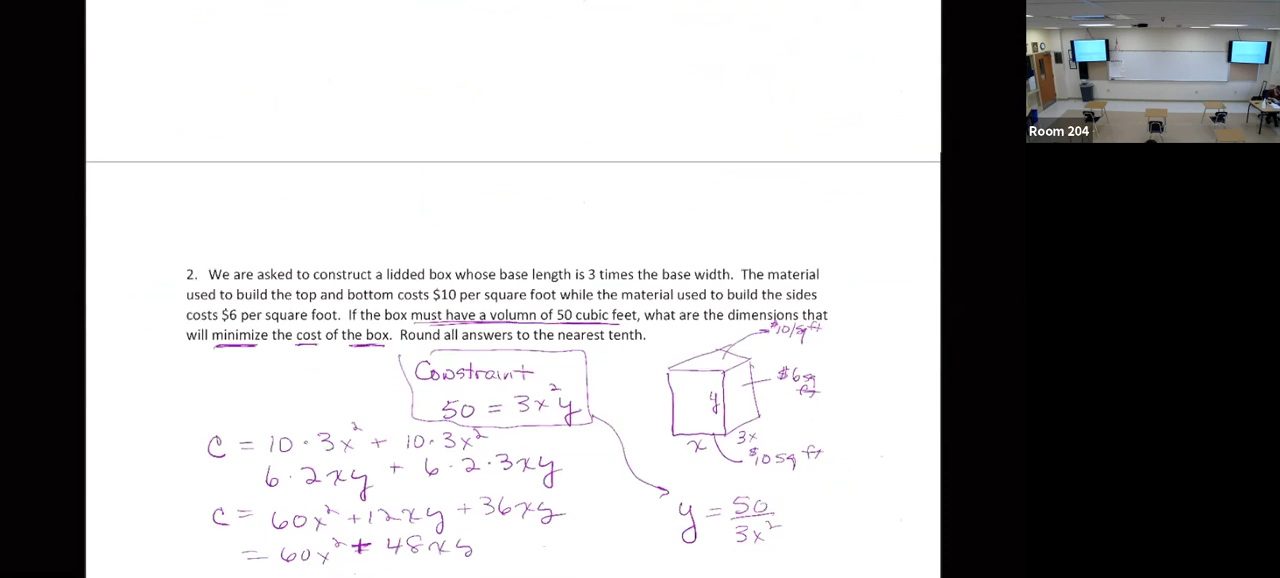 Room 204
2. We are asked to construct a lidded box whose base length is 3 times the base width. The material
used to build the top and bottom costs $10 per square foot while the material used to build the sides
costs $6 per square foot. If the box must have a volumn of 50 cubic feet, what are the dimensions that
will minimize the cost of the box. Round all answers to the nearest tenth.
$10/sq ft
Constraint
50 = 3x²y
$6 sq ft
y
x
3x
$10 sq ft
C = 10·3x² + 10·3x²
6·2xy + 6·2·3xy
C = 60x² + 12xy + 36xy
= 60x² + 48xy
y = 50/3x²